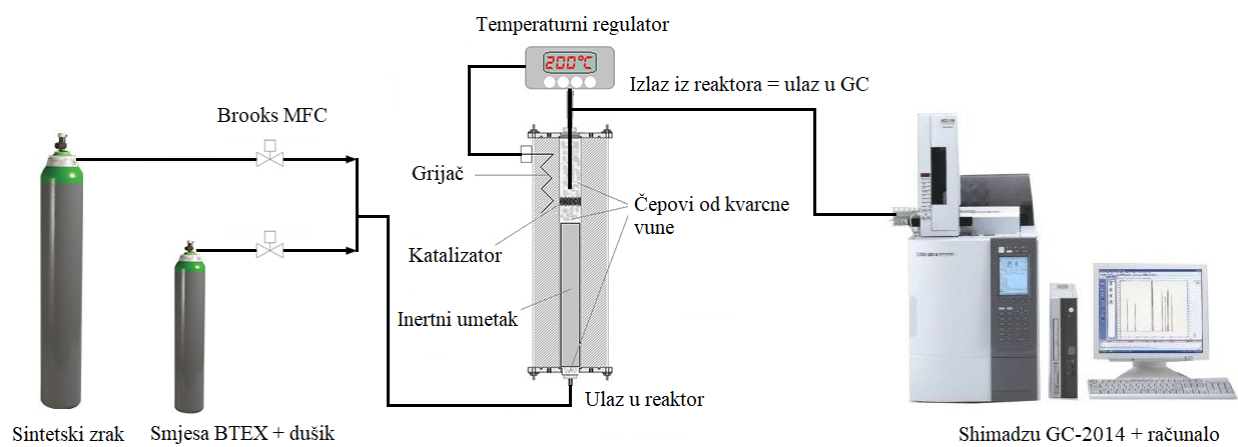 Temperaturni regulator
200°C
Izlaz iz reaktora = ulaz u GC
Brooks MFC
Grijač
Čepovi od kvarcne
vune
Katalizator
Inertni umetak
Ulaz u reaktor
Sintetski zrak
Smjesa BTEX + dušik
Shimadzu GC-2014 + računalo